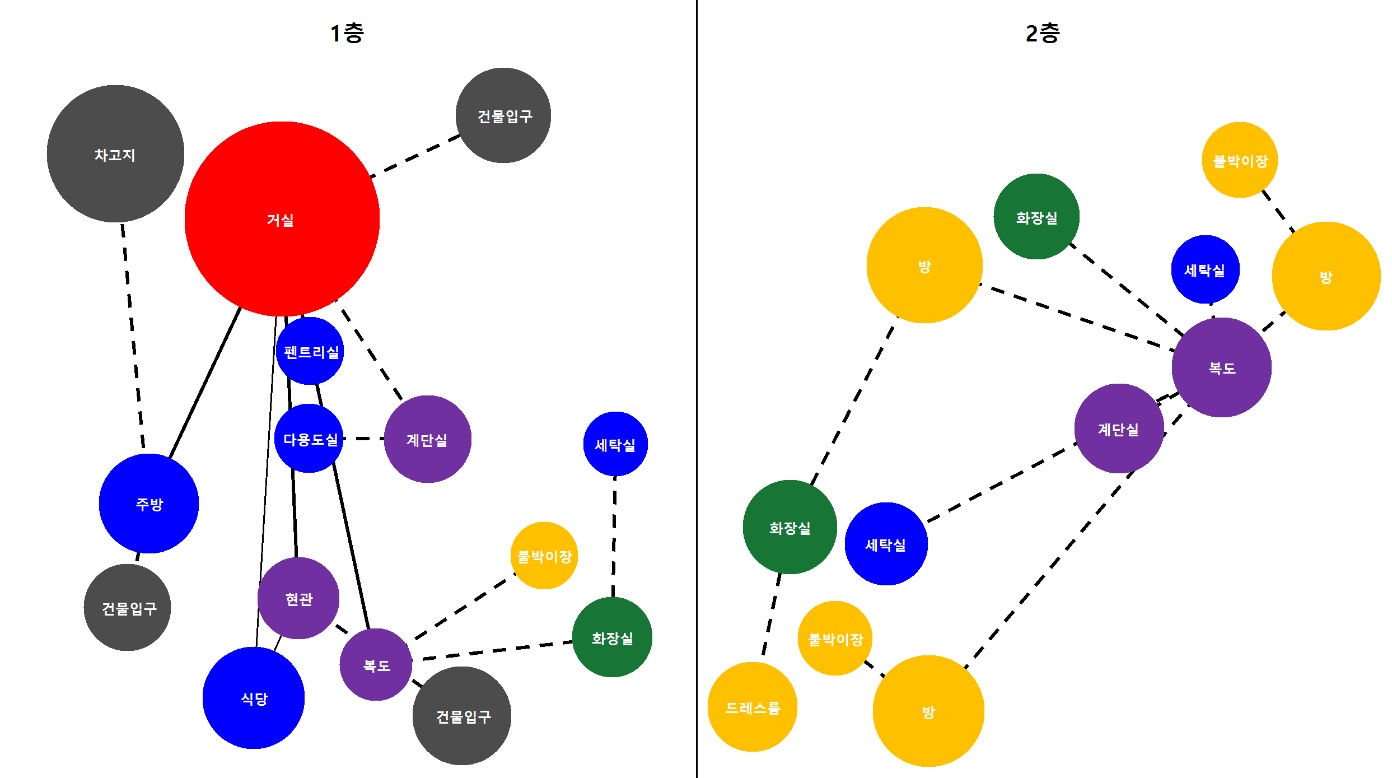 1층
건물입구
차고지
거실
펜트리실
다용도실
계단실
세탁실
주방
붙박이장
현관
건물입구
화장실
복도
식당
건물입구
2층
붙박이장
화장실
방
세탁실
방
복도
계단실
화장실
세탁실
붙박이장
드레스룸
방